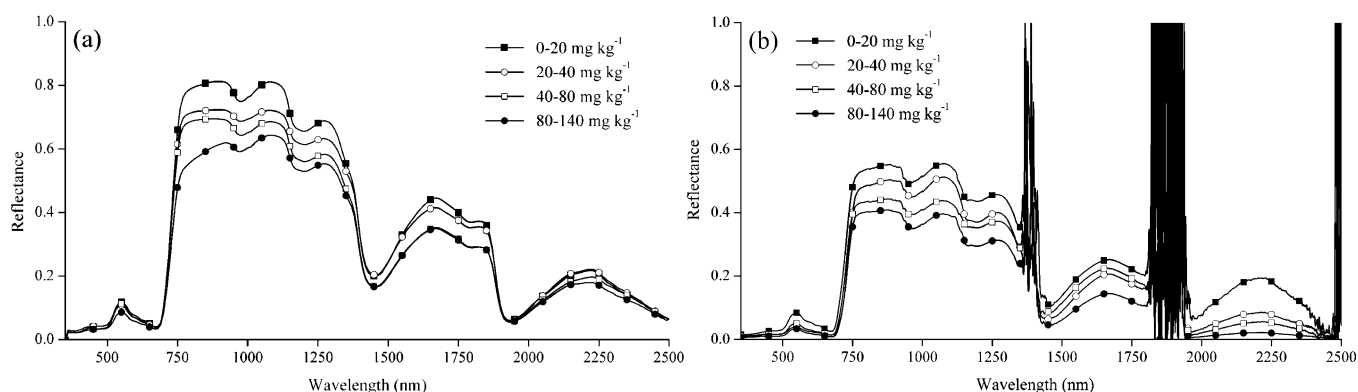 (a)
0-20 mg kg⁻¹
20-40 mg kg⁻¹
40-80 mg kg⁻¹
80-140 mg kg⁻¹
Reflectance
1.0
0.8
0.6
0.4
0.2
0.0
500 750 1000 1250 1500 1750 2000 2250 2500
Wavelength (nm)
(b)
0-20 mg kg⁻¹
20-40 mg kg⁻¹
40-80 mg kg⁻¹
80-140 mg kg⁻¹
Reflectance
1.0
0.8
0.6
0.4
0.2
0.0
500 750 1000 1250 1500 1750 2000 2250 2500
Wavelength (nm)